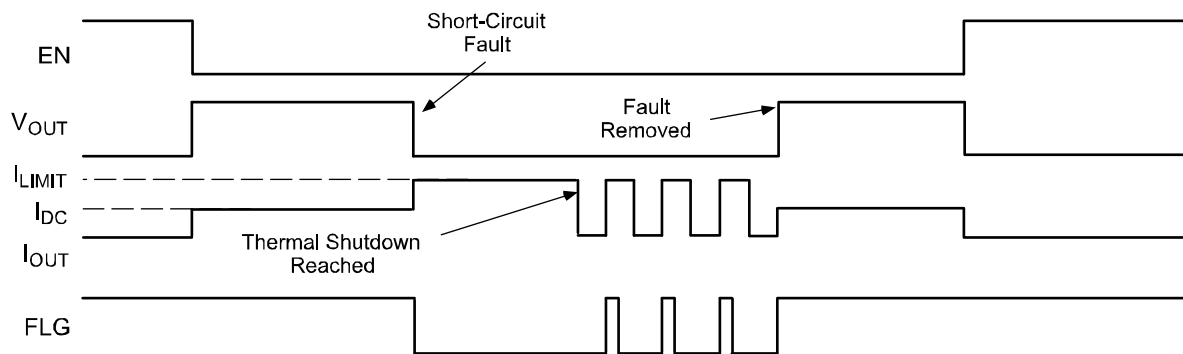 Short-Circuit
Fault
EN
Fault
Removed
VOUT
ILIMIT
IDC
Thermal Shutdown
Reached
IOUT
FLG